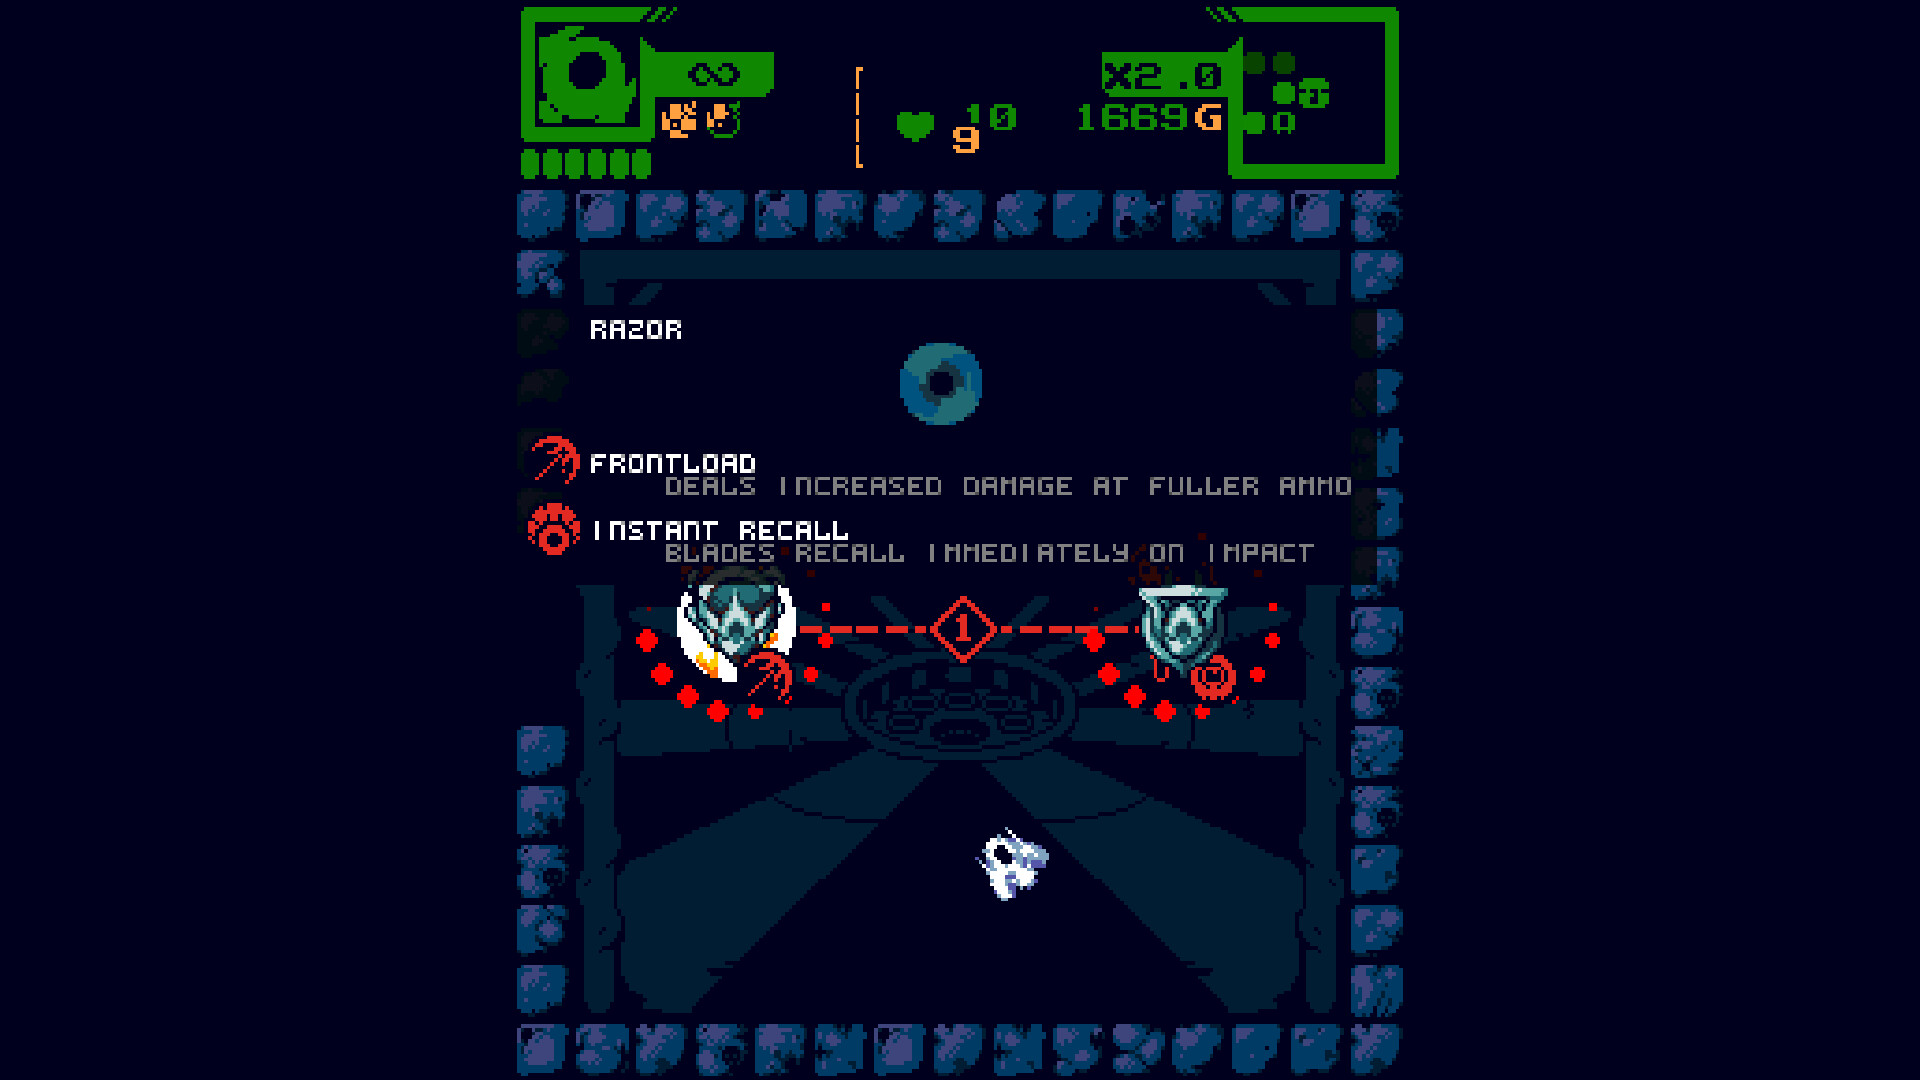 ∞
X2.0
10
9
1669G
RAZOR
FRONTLOAD
DEALS INCREASED DAMAGE AT FULLER AMMO
INSTANT RECALL
BLADES RECALL IMMEDIATELY ON IMPACT
1